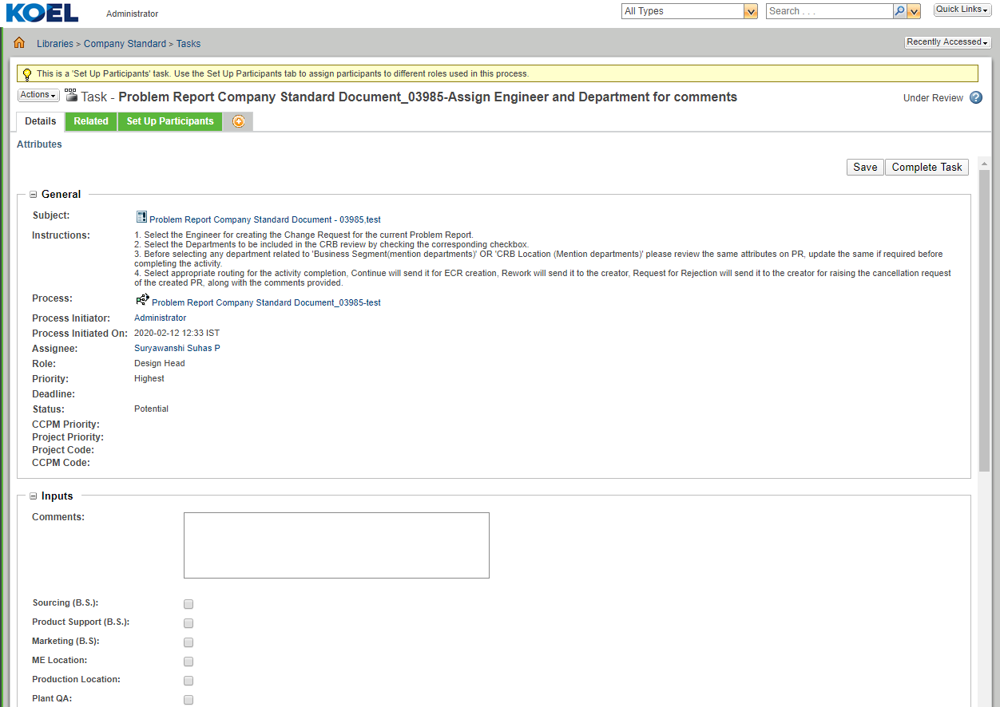 KOEL Administrator All Types Search . . . Quick Links
Libraries > Company Standard > Tasks Recently Accessed
This is a 'Set Up Participants' task. Use the Set Up Participants tab to assign participants to different roles used in this process.
Actions Task - Problem Report Company Standard Document_03985-Assign Engineer and Department for comments Under Review ?
Details Related Set Up Participants
Attributes
Save Complete Task
General
Subject: Problem Report Company Standard Document - 03985,test
Instructions: 1. Select the Engineer for creating the Change Request for the current Problem Report.
2. Select the Departments to be included in the CRB review by checking the corresponding checkbox.
3. Before selecting any department related to 'Business Segment(mention departments)' OR 'CRB Location (Mention departments)' please review the same attributes on PR, update the same if required before
completing the activity.
4. Select appropriate routing for the activity completion, Continue will send it for ECR creation, Rework will send it to the creator, Request for Rejection will send it to the creator for raising the cancellation request
of the created PR, along with the comments provided.
Process: Problem Report Company Standard Document_03985-test
Process Initiator: Administrator
Process Initiated On: 2020-02-12 12:33 IST
Assignee: Suryawanshi Suhas P
Role: Design Head
Priority: Highest
Deadline:
Status: Potential
CCPM Priority:
Project Priority:
Project Code:
CCPM Code:
Inputs
Comments:
Sourcing (B.S.):
Product Support (B.S.):
Marketing (B.S):
ME Location:
Production Location:
Plant QA: